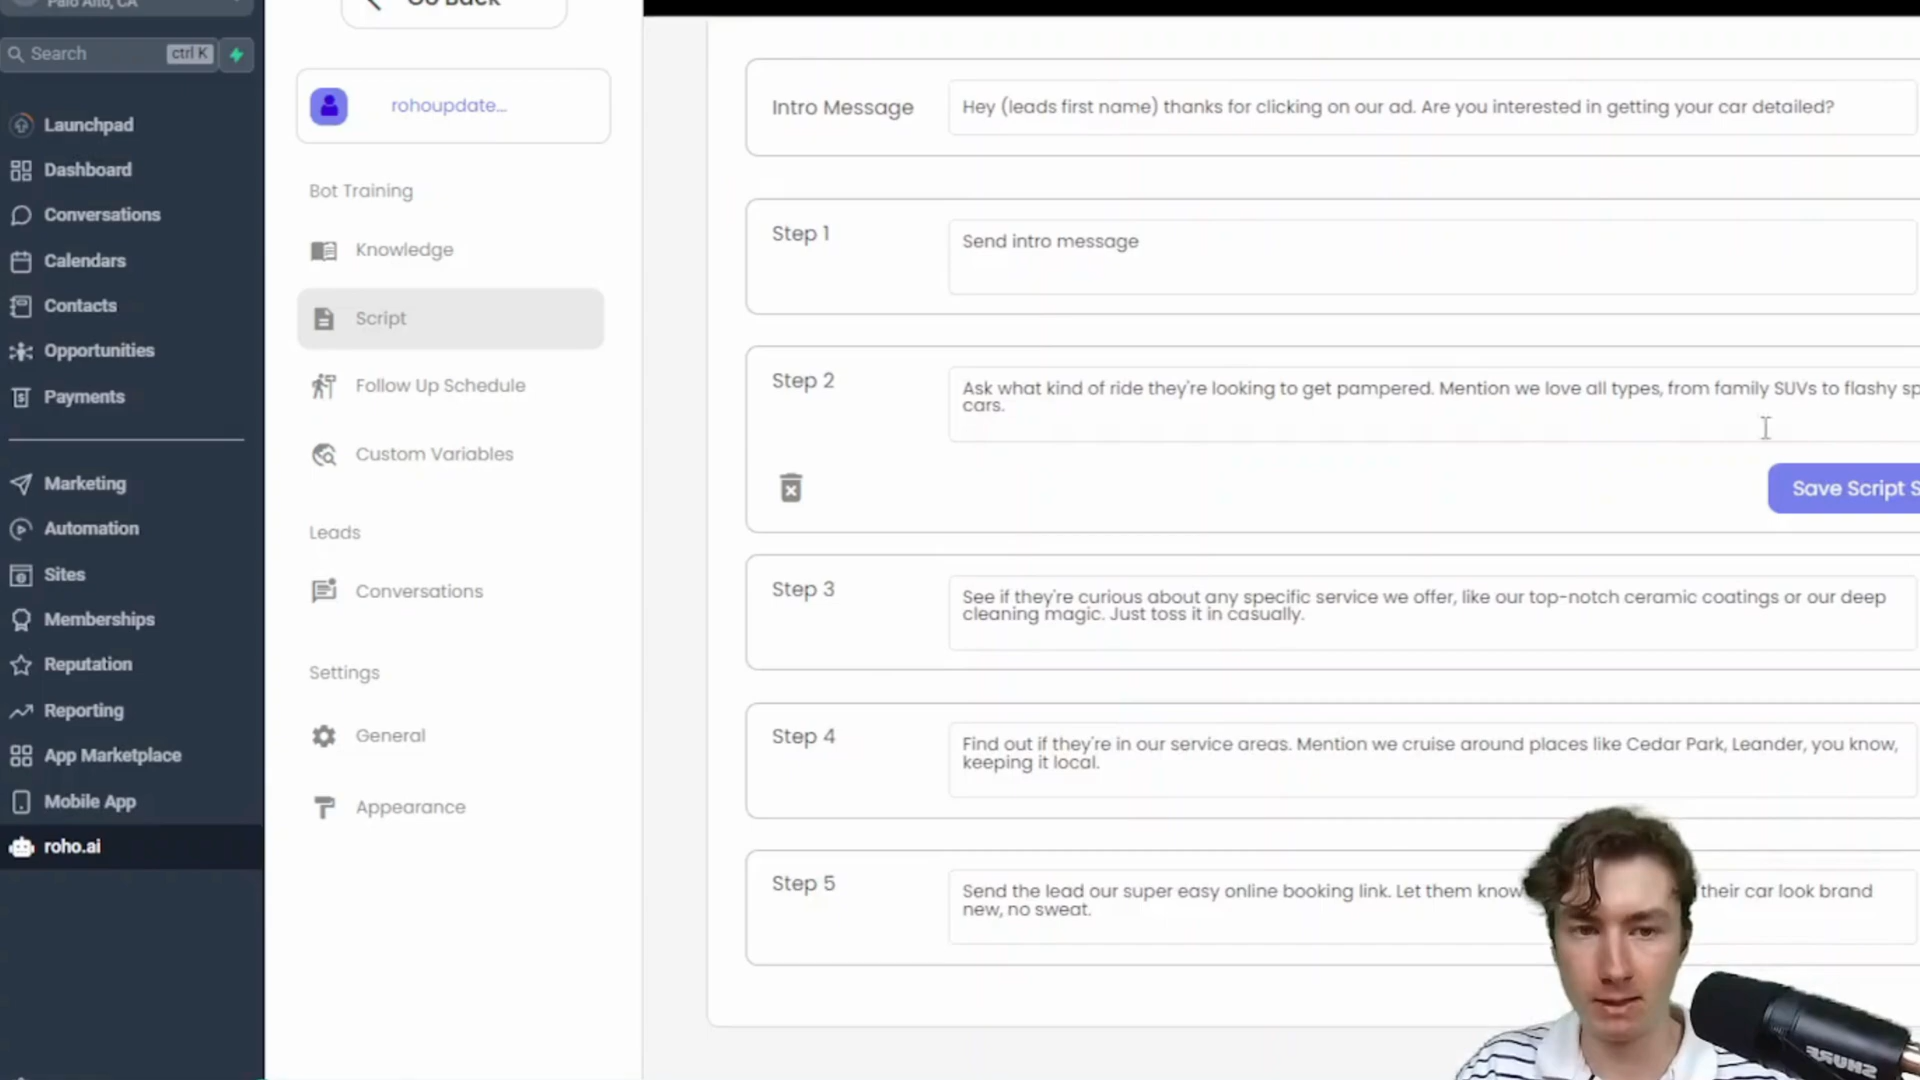 Palo Alto, CA
Search
ctrl K
Launchpad
Dashboard
Conversations
Calendars
Contacts
Opportunities
Payments
Marketing
Automation
Sites
Memberships
Reputation
Reporting
App Marketplace
Mobile App
roho.ai
Go Back
rohoupdate...
Bot Training
Knowledge
Script
Follow Up Schedule
Custom Variables
Leads
Conversations
Settings
General
Appearance
Intro Message
Hey (leads first name) thanks for clicking on our ad. Are you interested in getting your car detailed?
Step 1
Send intro message
Step 2
Ask what kind of ride they're looking to get pampered. Mention we love all types, from family SUVs to flashy sp
cars.
Save Script S
Step 3
See if they're curious about any specific service we offer, like our top-notch ceramic coatings or our deep
cleaning magic. Just toss it in casually.
Step 4
Find out if they're in our service areas. Mention we cruise around places like Cedar Park, Leander, you know,
keeping it local.
Step 5
Send the lead our super easy online booking link. Let them know their car look brand
new, no sweat.
SHURE